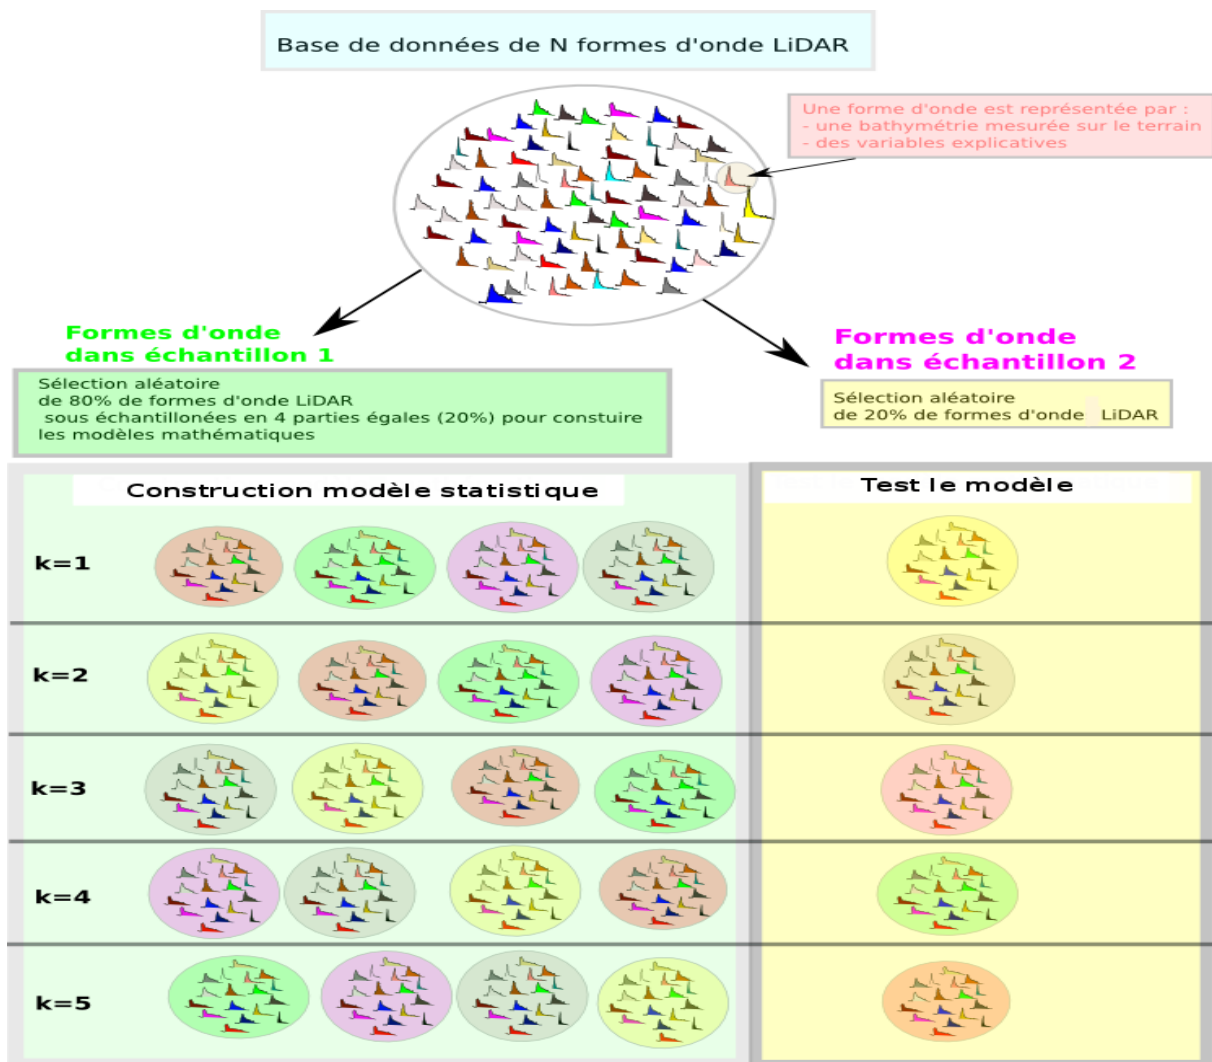 Base de données de N formes d'onde LiDAR
Une forme d'onde est représentée par :
- une bathymétrie mesurée sur le terrain
- des variables explicatives
Formes d'onde
dans échantillon 1
Sélection aléatoire
de 80% de formes d'onde LiDAR
sous échantillonées en 4 parties égales (20%) pour constuire
les modèles mathématiques
Formes d'onde
dans échantillon 2
Sélection aléatoire
de 20% de formes d'onde LiDAR
Construction modèle statistique
Test le modèle
k=1
k=2
k=3
k=4
k=5